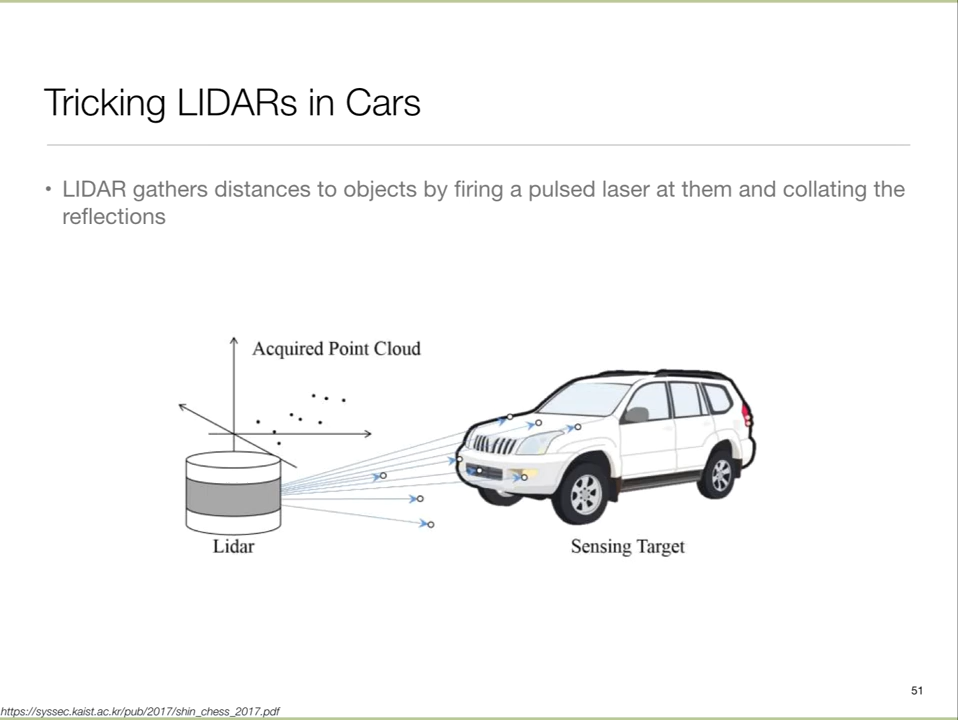 Tricking LIDARs in Cars
• LIDAR gathers distances to objects by firing a pulsed laser at them and collating the
reflections
Acquired Point Cloud
Lidar
Sensing Target
51
https://syssec.kaist.ac.kr/pub/2017/shin_chess_2017.pdf